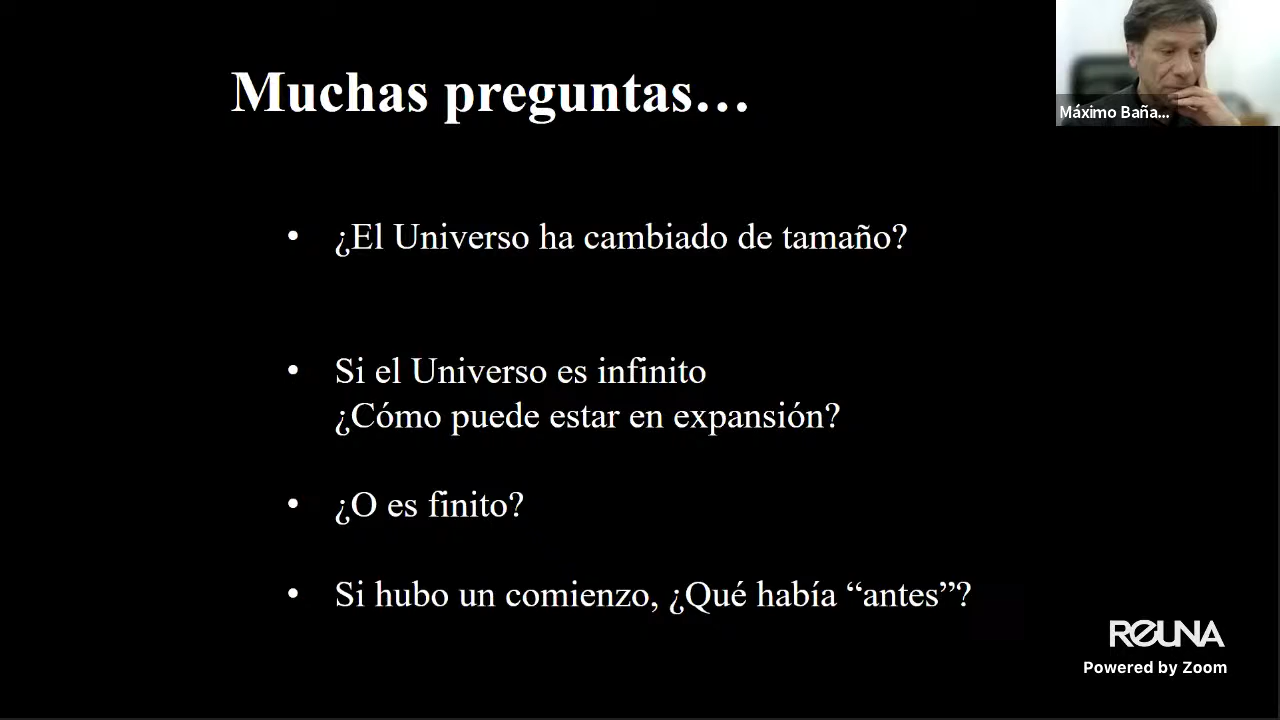 Muchas preguntas…
Máximo Baña...
• ¿El Universo ha cambiado de tamaño?
• Si el Universo es infinito
¿Cómo puede estar en expansión?
• ¿O es finito?
• Si hubo un comienzo, ¿Qué había “antes”?
REUNA
Powered by Zoom